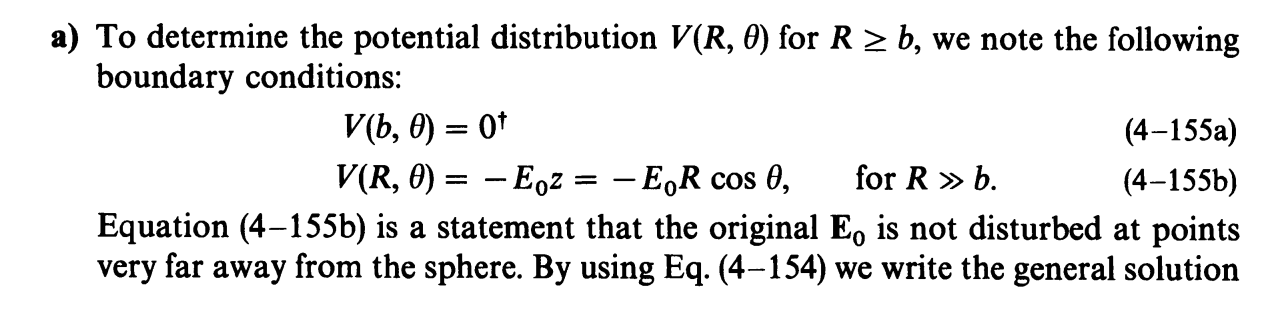 a) To determine the potential distribution V(R, θ) for R ≥ b, we note the following
boundary conditions:
V(b, θ) = 0† (4–155a)
V(R, θ) = −E₀z = −E₀R cos θ, for R ≫ b. (4–155b)
Equation (4–155b) is a statement that the original E₀ is not disturbed at points
very far away from the sphere. By using Eq. (4–154) we write the general solution